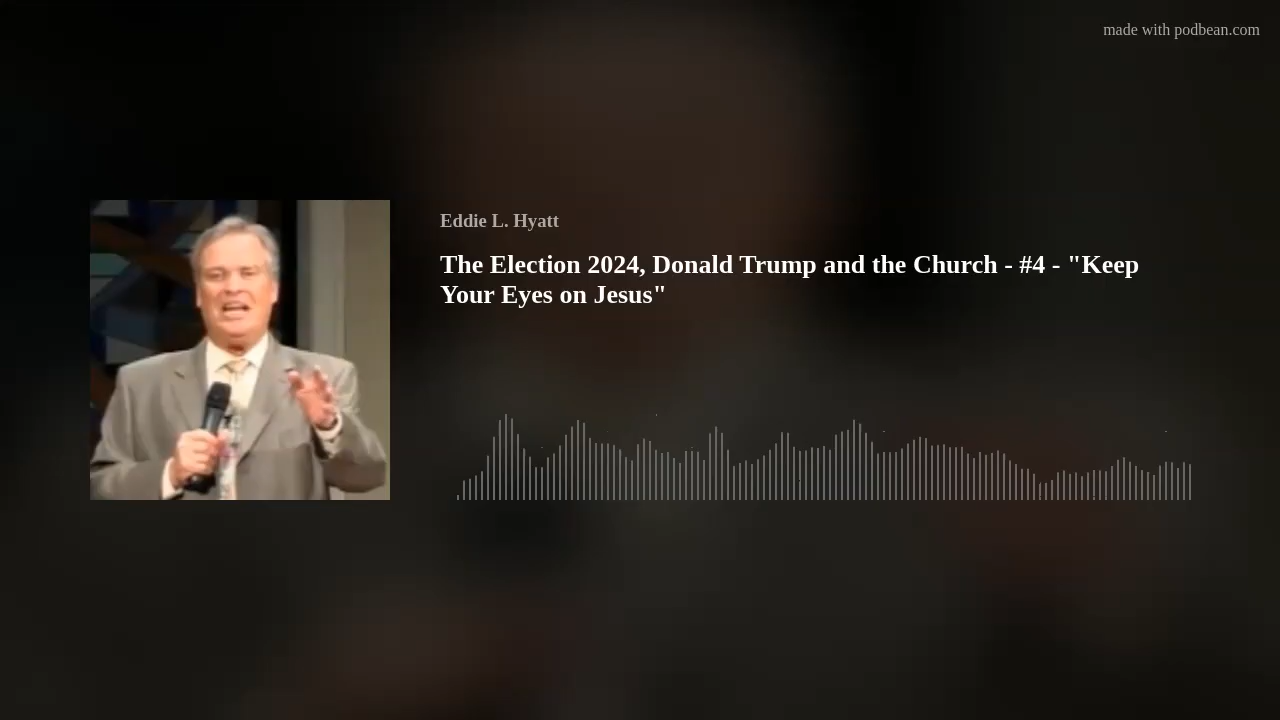 made with podbean.com
Eddie L. Hyatt
The Election 2024, Donald Trump and the Church - #4 - "Keep
Your Eyes on Jesus"